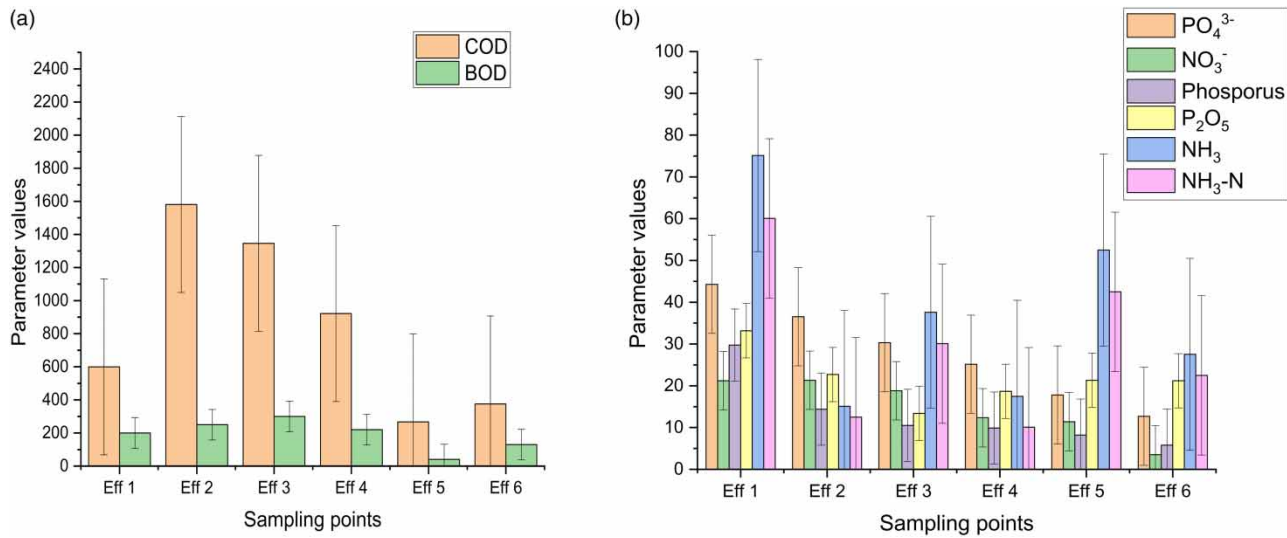 (a)
COD
BOD
2400
2200
2000
1800
1600
1400
1200
1000
800
600
400
200
0
Parameter values
Eff 1 Eff 2 Eff 3 Eff 4 Eff 5 Eff 6
Sampling points
(b)
PO₄³⁻
NO₃⁻
Phosporus
P₂O₅
NH₃
NH₃-N
100
90
80
70
60
50
40
30
20
10
0
Parameter values
Eff 1 Eff 2 Eff 3 Eff 4 Eff 5 Eff 6
Sampling points